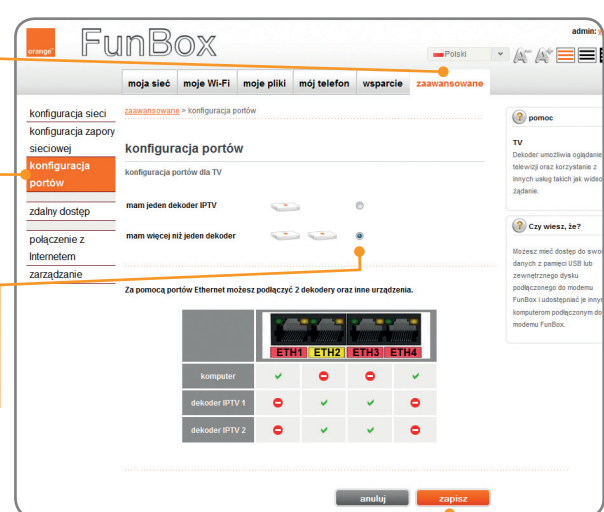 orange™
FunBox
admin:
Polski
A- A+
moja sieć moje Wi-Fi moje pliki mój telefon wsparcie zaawansowane
konfiguracja sieci
konfiguracja zapory
sieciowej
konfiguracja
portów
zdalny dostęp
połączenie z
Internetem
zarządzanie
zaawansowane > konfiguracja portów
konfiguracja portów
konfiguracja portów dla TV
mam jeden dekoder IPTV
mam więcej niż jeden dekoder
Za pomocą portów Ethernet możesz podłączyć 2 dekodery oraz inne urządzenia.
ETH1 ETH2 ETH3 ETH4
komputer
dekoder IPTV 1
dekoder IPTV 2
anuluj zapisz
? pomoc
TV
Dekoder umożliwia oglądanie
telewizji oraz korzystanie z
innych usług takich jak wideo
żądanie.
? Czy wiesz, że?
Możesz mieć dostęp do swo
danych z pamięci USB lub
zewnętrznego dysku
podłączonego do modemu
FunBox i udostępniać je inny
komputerom podłączonym do
modemu FunBox.